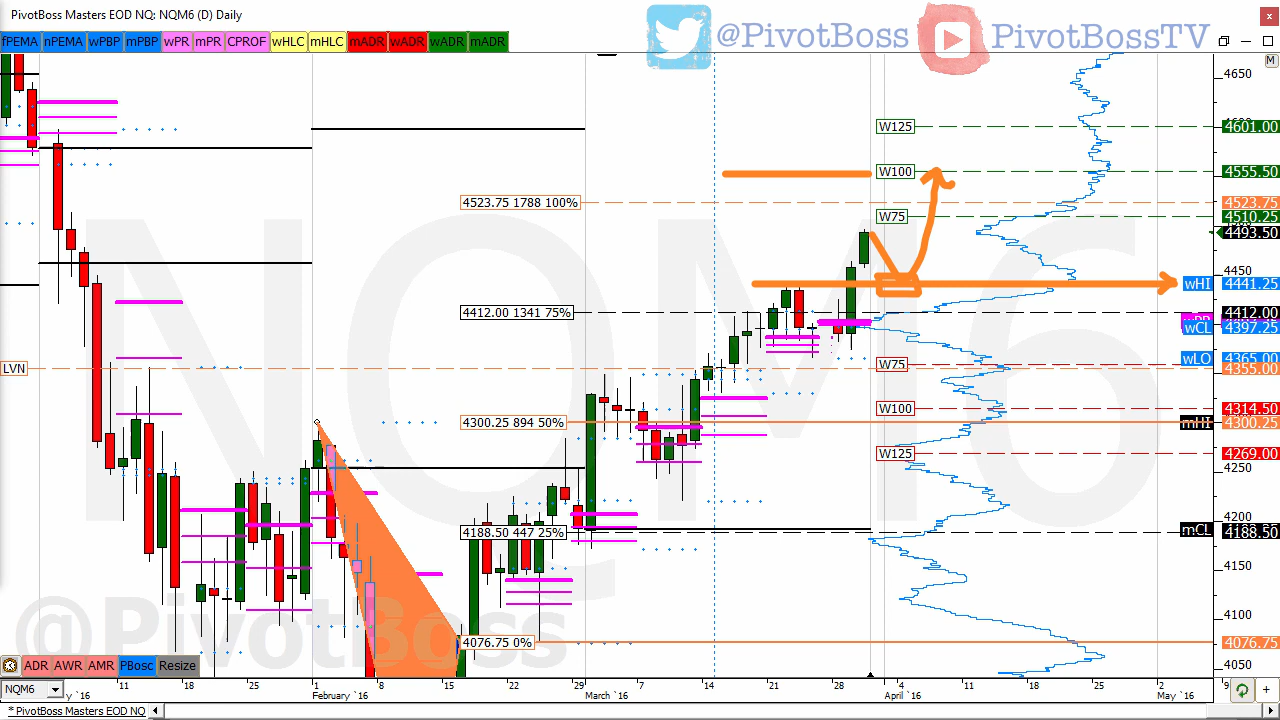 PivotBoss Masters EOD NQ: NQM6 (D) Daily
@PivotBoss PivotBossTV
fPEMA nPEMA wPBP mPBP wPR mPR CPROF wHLC mHLC mADR wADR wADR mADR
M
4650
W125 4601.00
W100 4555.50
4523.75 1788 100% 4523.75
W75 4510.25
4493.50
4450
wHI 4441.25
4412.00 1341 75% 4412.00
wCL 4397.25
wLO 4365.00
LVN W75 4355.00
W100 4314.50
4300.25 894 50% mHI 4300.25
W125 4269.00
4250
4200
4188.50 447 25% mCL 4188.50
4150
4100
4076.75 0% 4076.75
4050
NQM6
@PivotBoss
ADR AWR AMR PBosc Resize
NQM6 y '16 11 18 25 1 8 15 22 29 7 14 21 28 4 11 18 25 2 9
February '16 March '16 April '16 May '16
* PivotBoss Masters EOD NQ